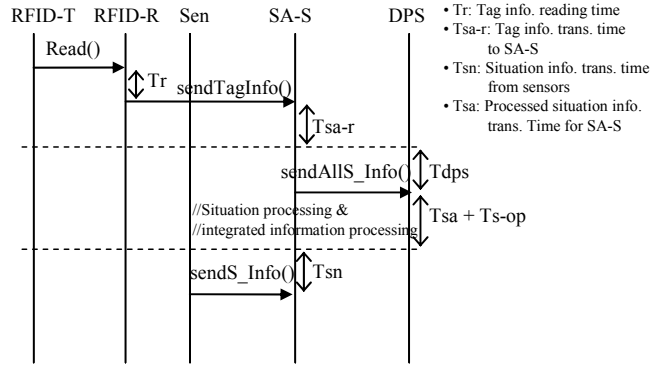 RFID-T RFID-R Sen SA-S DPS
• Tr: Tag info. reading time
• Tsa-r: Tag info. trans. time
to SA-S
• Tsn: Situation info. trans. time
from sensors
• Tsa: Processed situation info.
trans. Time for SA-S
Read()
Tr
sendTagInfo()
Tsa-r
sendAllS_Info()
Tdps
//Situation processing &
//integrated information processing
Tsa + Ts-op
sendS_Info()
Tsn